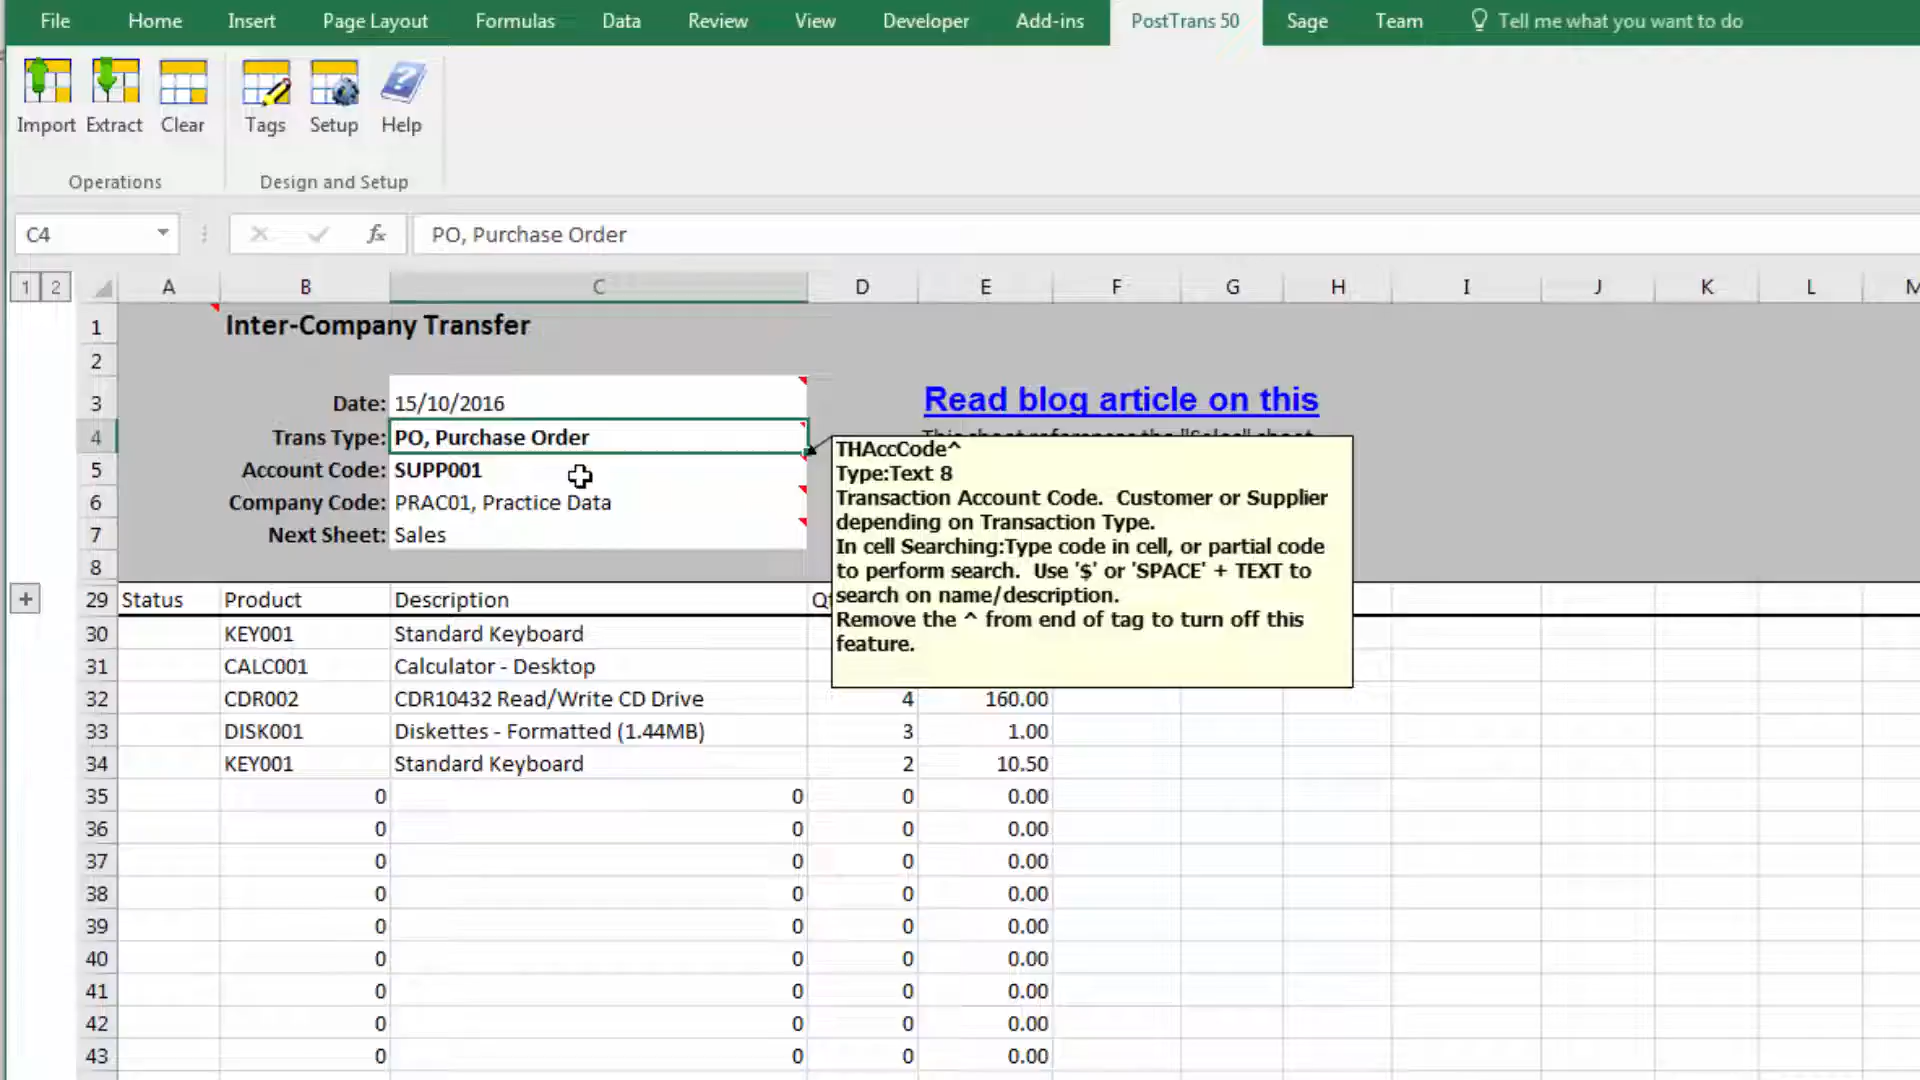 File Home Insert Page Layout Formulas Data Review View Developer Add-ins PostTrans 50 Sage Team Tell me what you want to do
Import Extract Clear Tags Setup Help
Operations Design and Setup
C4 fx PO, Purchase Order
1 2 A B C D E F G H I J K L M
1 Inter-Company Transfer
2
3 Date: 15/10/2016 Read blog article on this
4 Trans Type: PO, Purchase Order
5 Account Code: SUPP001
6 Company Code: PRAC01, Practice Data
7 Next Sheet: Sales
8
THAccCode^
Type:Text 8
Transaction Account Code. Customer or Supplier
depending on Transaction Type.
In cell Searching:Type code in cell, or partial code
to perform search. Use '$' or 'SPACE' + TEXT to
search on name/description.
Remove the ^ from end of tag to turn off this
feature.
29 Status Product Description
30 KEY001 Standard Keyboard
31 CALC001 Calculator - Desktop
32 CDR002 CDR10432 Read/Write CD Drive 4 160.00
33 DISK001 Diskettes - Formatted (1.44MB) 3 1.00
34 KEY001 Standard Keyboard 2 10.50
35 0 0 0 0.00
36 0 0 0 0.00
37 0 0 0 0.00
38 0 0 0 0.00
39 0 0 0 0.00
40 0 0 0 0.00
41 0 0 0 0.00
42 0 0 0 0.00
43 0 0 0 0.00